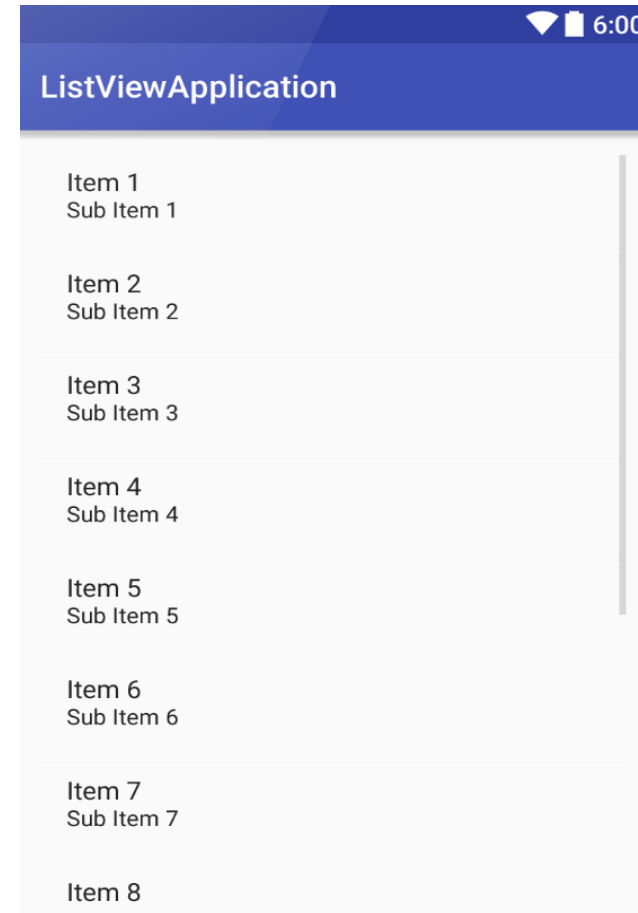 6:00
ListViewApplication
Item 1
Sub Item 1
Item 2
Sub Item 2
Item 3
Sub Item 3
Item 4
Sub Item 4
Item 5
Sub Item 5
Item 6
Sub Item 6
Item 7
Sub Item 7
Item 8